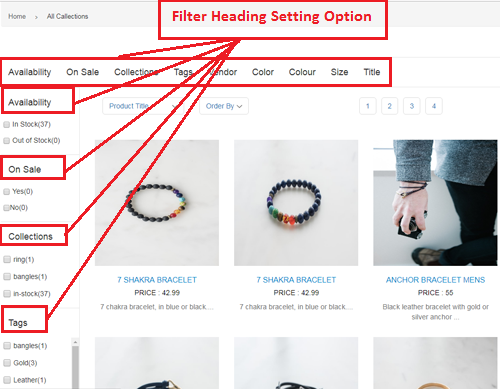 Filter Heading Setting Option
Home > All Collections
Availability On Sale Collections Tags Vendor Color Colour Size Title
Availability
In Stock(37)
Out of Stock(0)
On Sale
Yes(0)
No(0)
Collections
ring(1)
bangles(1)
in-stock(37)
Tags
bangles(1)
Gold(3)
Leather(1)
Product Title
Order By
1 2 3 4
7 SHAKRA BRACELET
PRICE : 42.99
7 chakra bracelet, in blue or black ...
7 SHAKRA BRACELET
PRICE : 42.99
7 chakra bracelet, in blue or black ...
ANCHOR BRACELET MENS
PRICE : 55
Black leather bracelet with gold or
silver anchor ...